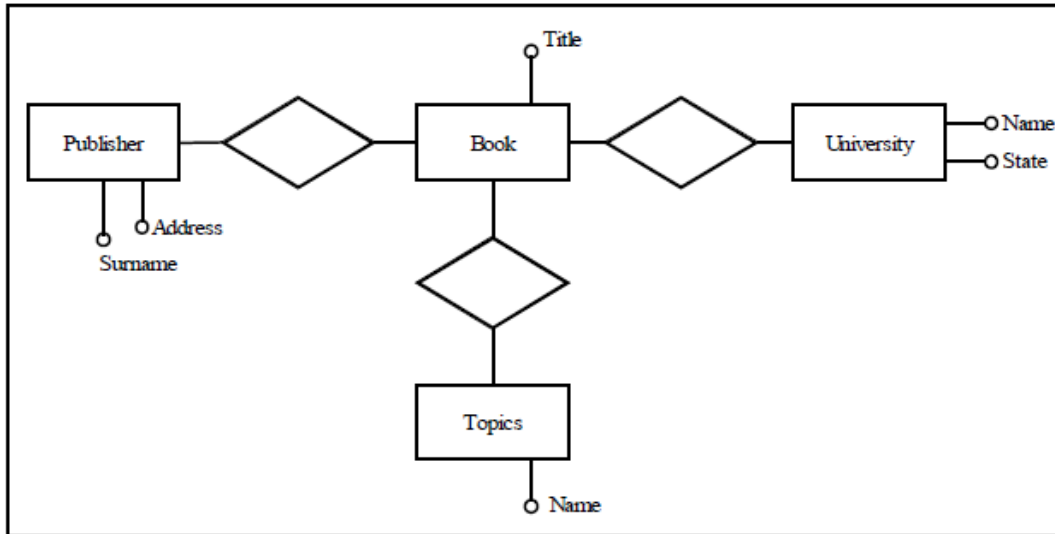 Title
Publisher
Book
University
Name
State
Address
Surname
Topics
Name